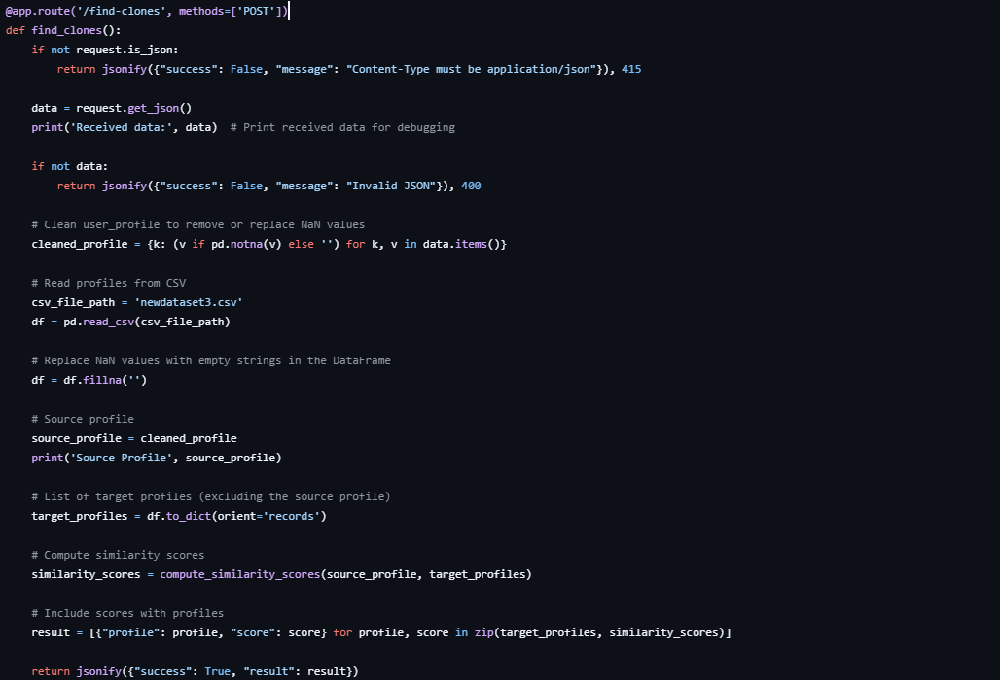 @app.route('/find-clones', methods=['POST'])
def find_clones():
    if not request.is_json:
        return jsonify({"success": False, "message": "Content-Type must be application/json"}), 415

    data = request.get_json()
    print('Received data:', data)  # Print received data for debugging

    if not data:
        return jsonify({"success": False, "message": "Invalid JSON"}), 400

    # Clean user_profile to remove or replace NaN values
    cleaned_profile = {k: (v if pd.notna(v) else '') for k, v in data.items()}

    # Read profiles from CSV
    csv_file_path = 'newdataset3.csv'
    df = pd.read_csv(csv_file_path)

    # Replace NaN values with empty strings in the DataFrame
    df = df.fillna('')

    # Source profile
    source_profile = cleaned_profile
    print('Source Profile', source_profile)

    # List of target profiles (excluding the source profile)
    target_profiles = df.to_dict(orient='records')

    # Compute similarity scores
    similarity_scores = compute_similarity_scores(source_profile, target_profiles)

    # Include scores with profiles
    result = [{"profile": profile, "score": score} for profile, score in zip(target_profiles, similarity_scores)]

    return jsonify({"success": True, "result": result})